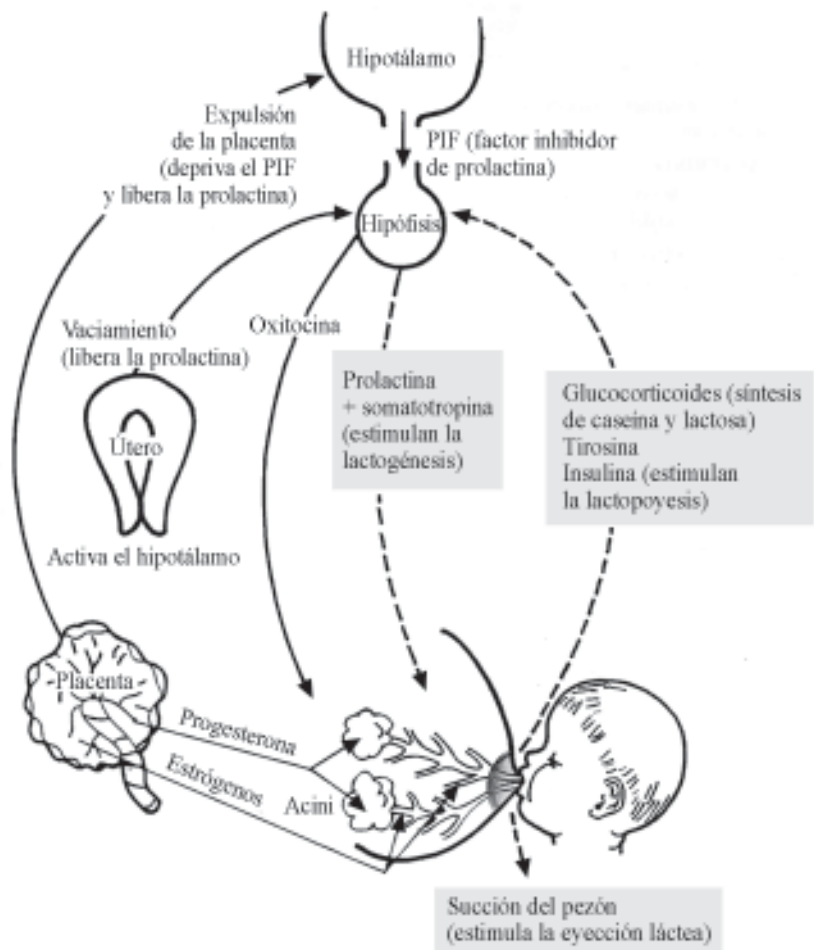 Hipotálamo
Expulsión
de la placenta
(depriva el PIF
y libera la prolactina)
PIF (factor inhibidor
de prolactina)
Hipófisis
Vaciamiento
(libera la prolactina)
Oxitocina
Útero
Activa el hipotálamo
Prolactina
+ somatotropina
(estimulan la
lactogénesis)
Glucocorticoides (síntesis
de caseína y lactosa)
Tirosina
Insulina (estimulan
la lactopoyesis)
Placenta
Progesterona
Estrógenos
Acini
Succión del pezón
(estimula la eyección láctea)